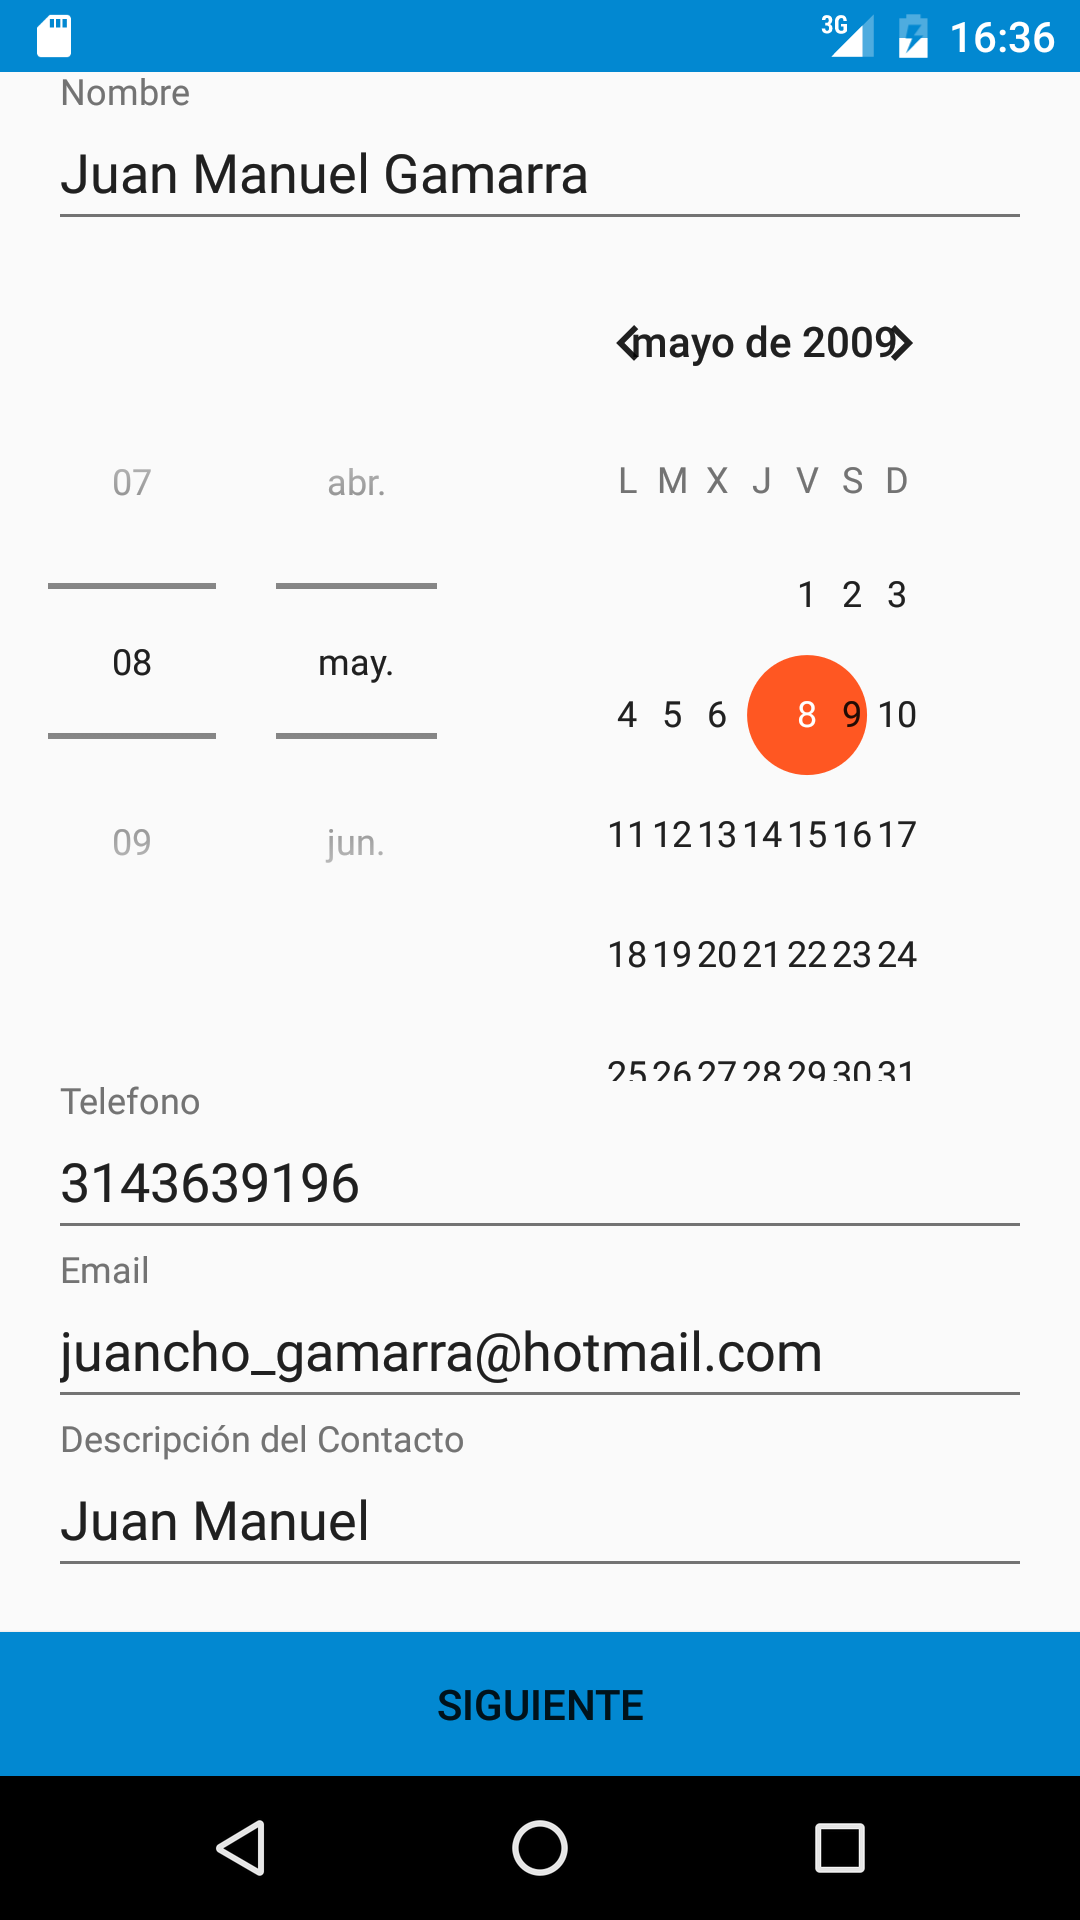 3G 16:36
Nombre
Juan Manuel Gamarra
mayo de 2009
07 abr.
L M X J V S D
1 2 3
08 may.
4 5 6 8 9 10
11 12 13 14 15 16 17
09 jun.
18 19 20 21 22 23 24
25 26 27 28 29 30 31
Telefono
3143639196
Email
juancho_gamarra@hotmail.com
Descripción del Contacto
Juan Manuel
SIGUIENTE